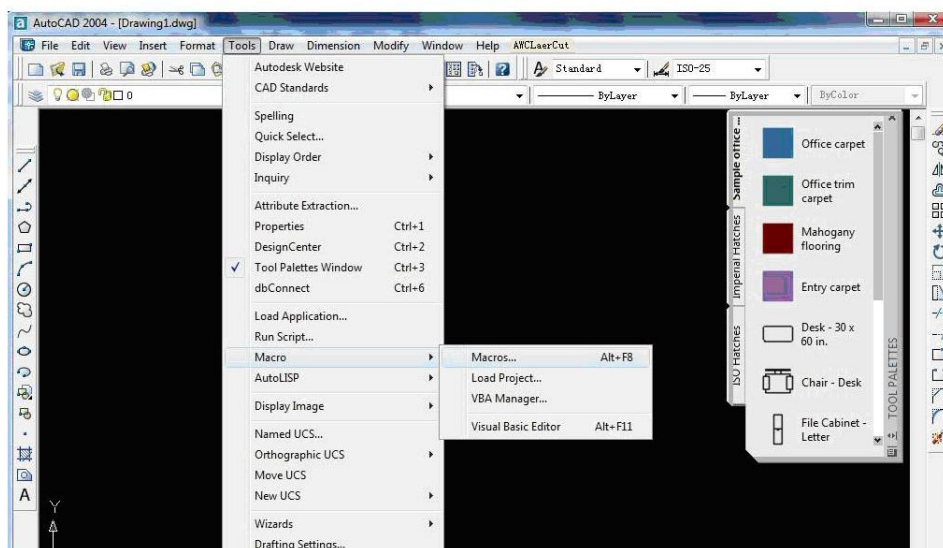 AutoCAD 2004 - [Drawing1.dwg]
File Edit View Insert Format Tools Draw Dimension Modify Window Help AWCLaerCut
Standard ISO-25
0 ByLayer ByLayer ByColor
Autodesk Website
CAD Standards
Spelling
Quick Select...
Display Order
Inquiry
Attribute Extraction...
Properties Ctrl+1
DesignCenter Ctrl+2
Tool Palettes Window Ctrl+3
dbConnect Ctrl+6
Load Application...
Run Script...
Macro
AutoLISP
Display Image
Named UCS...
Orthographic UCS
Move UCS
New UCS
Wizards
Drafting Settings...
Macros... Alt+F8
Load Project...
VBA Manager...
Visual Basic Editor Alt+F11
Sample office ...
Imperial Hatches
ISO Hatches
Office carpet
Office trim
carpet
Mahogany
flooring
Entry carpet
Desk - 30 x
60 in.
Chair - Desk
File Cabinet -
Letter
TOOL PALETTES
A
Y